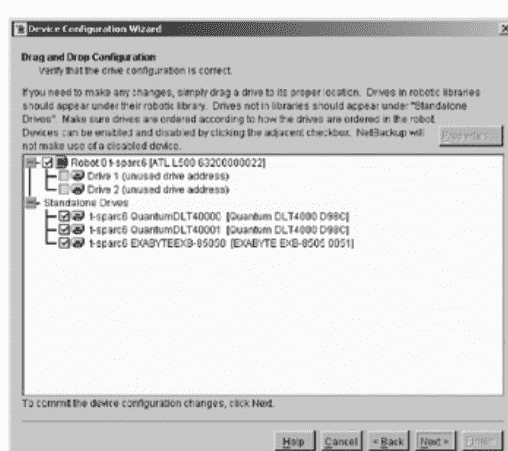 Device Configuration Wizard
Drag and Drop Configuration
Verify that the drive configuration is correct.
If you need to make any changes, simply drag a drive to its proper location. Drives in robotic libraries
should appear under their robotic library. Drives not in libraries should appear under "Standalone
Drives". Make sure drives are ordered according to how the drives are ordered in the robot.
Devices can be enabled and disabled by clicking the adjacent checkbox. NetBackup will
not make use of a disabled device.
Properties...
Robot 0 t-sparc6 [ATL L500 63200000022]
Drive 1 (unused drive address)
Drive 2 (unused drive address)
Standalone Drives
t-sparc6 QuantumDLT40000 [Quantum DLT4000 D98C]
t-sparc6 QuantumDLT40001 [Quantum DLT4000 D98C]
t-sparc6 EXABYTEEXB-85050 [EXABYTE EXB-8505 0051]
To commit the device configuration changes, click Next.
Help Cancel < Back Next > Finish